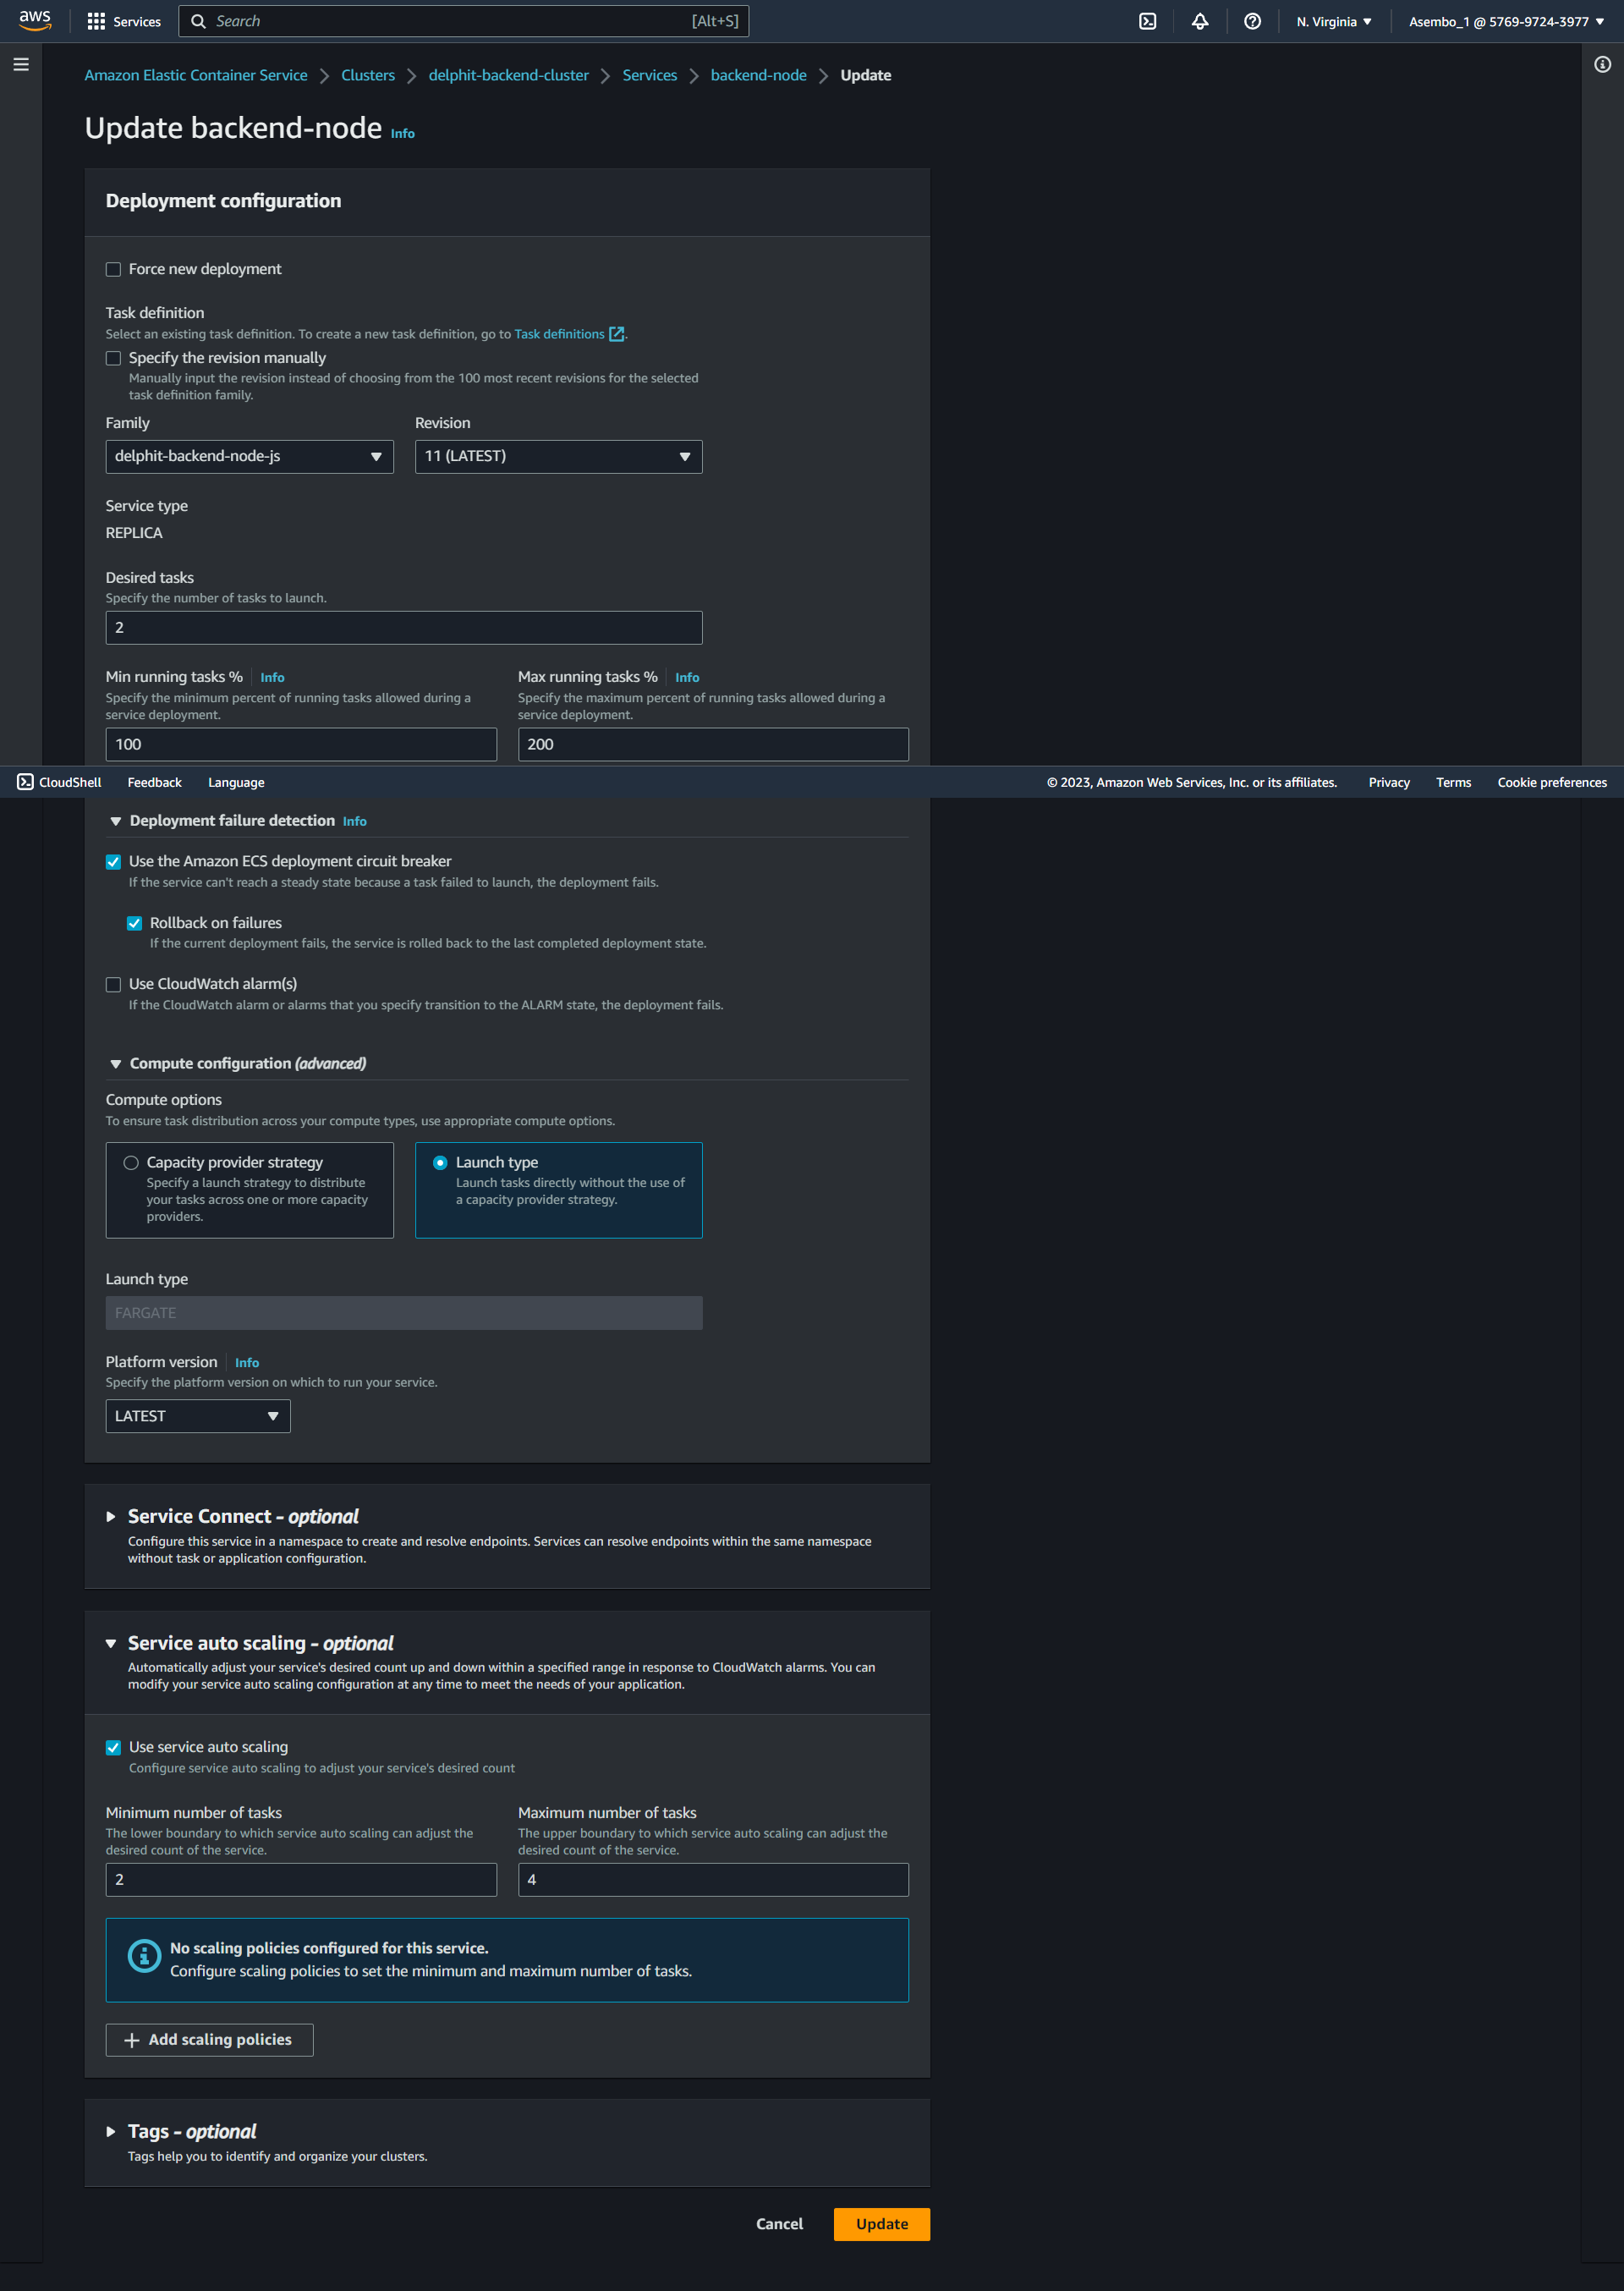 aws
Services
Search
[Alt+S]
N. Virginia
Asembo_1 @ 5769-9724-3977
Amazon Elastic Container Service
Clusters
delphit-backend-cluster
Services
backend-node
Update
Update backend-node Info
Deployment configuration
Force new deployment
Task definition
Select an existing task definition. To create a new task definition, go to Task definitions.
Specify the revision manually
Manually input the revision instead of choosing from the 100 most recent revisions for the selected
task definition family.
Family
Revision
delphit-backend-node-js
11 (LATEST)
Service type
REPLICA
Desired tasks
Specify the number of tasks to launch.
2
Min running tasks % Info
Specify the minimum percent of running tasks allowed during a
service deployment.
100
Max running tasks % Info
Specify the maximum percent of running tasks allowed during a
service deployment.
200
CloudShell
Feedback
Language
© 2023, Amazon Web Services, Inc. or its affiliates.
Privacy
Terms
Cookie preferences
Deployment failure detection Info
Use the Amazon ECS deployment circuit breaker
If the service can't reach a steady state because a task failed to launch, the deployment fails.
Rollback on failures
If the current deployment fails, the service is rolled back to the last completed deployment state.
Use CloudWatch alarm(s)
If the CloudWatch alarm or alarms that you specify transition to the ALARM state, the deployment fails.
Compute configuration (advanced)
Compute options
To ensure task distribution across your compute types, use appropriate compute options.
Capacity provider strategy
Specify a launch strategy to distribute
your tasks across one or more capacity
providers.
Launch type
Launch tasks directly without the use of
a capacity provider strategy.
Launch type
FARGATE
Platform version Info
Specify the platform version on which to run your service.
LATEST
Service Connect - optional
Configure this service in a namespace to create and resolve endpoints. Services can resolve endpoints within the same namespace
without task or application configuration.
Service auto scaling - optional
Automatically adjust your service's desired count up and down within a specified range in response to CloudWatch alarms. You can
modify your service auto scaling configuration at any time to meet the needs of your application.
Use service auto scaling
Configure service auto scaling to adjust your service's desired count
Minimum number of tasks
The lower boundary to which service auto scaling can adjust the
desired count of the service.
2
Maximum number of tasks
The upper boundary to which service auto scaling can adjust the
desired count of the service.
4
No scaling policies configured for this service.
Configure scaling policies to set the minimum and maximum number of tasks.
Add scaling policies
Tags - optional
Tags help you to identify and organize your clusters.
Cancel
Update